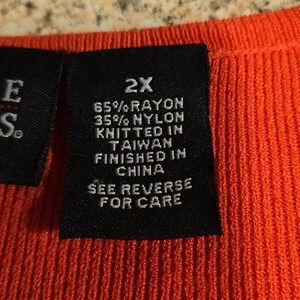 E
S®
2X
65% RAYON
35% NYLON
KNITTED IN
TAIWAN
FINISHED IN
CHINA
SEE REVERSE
FOR CARE